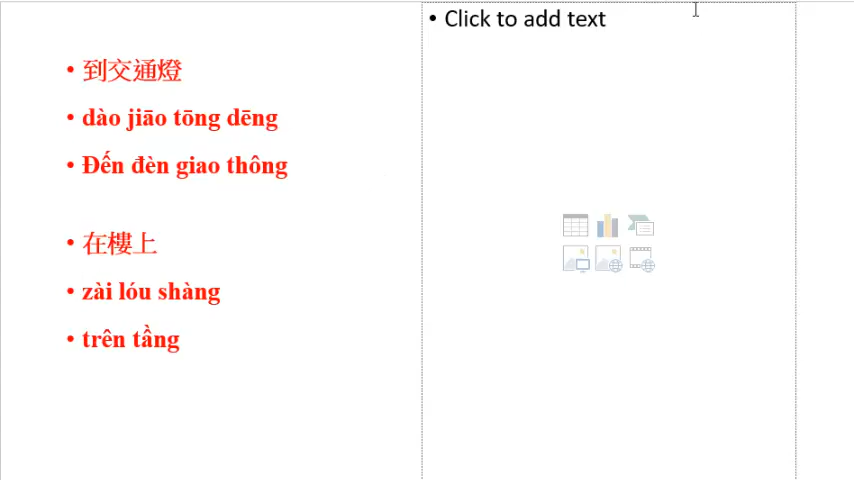 • 到交通燈
• dào jiāo tōng dēng
• Đến đèn giao thông
• 在樓上
• zài lóu shàng
• trên tầng
• Click to add text